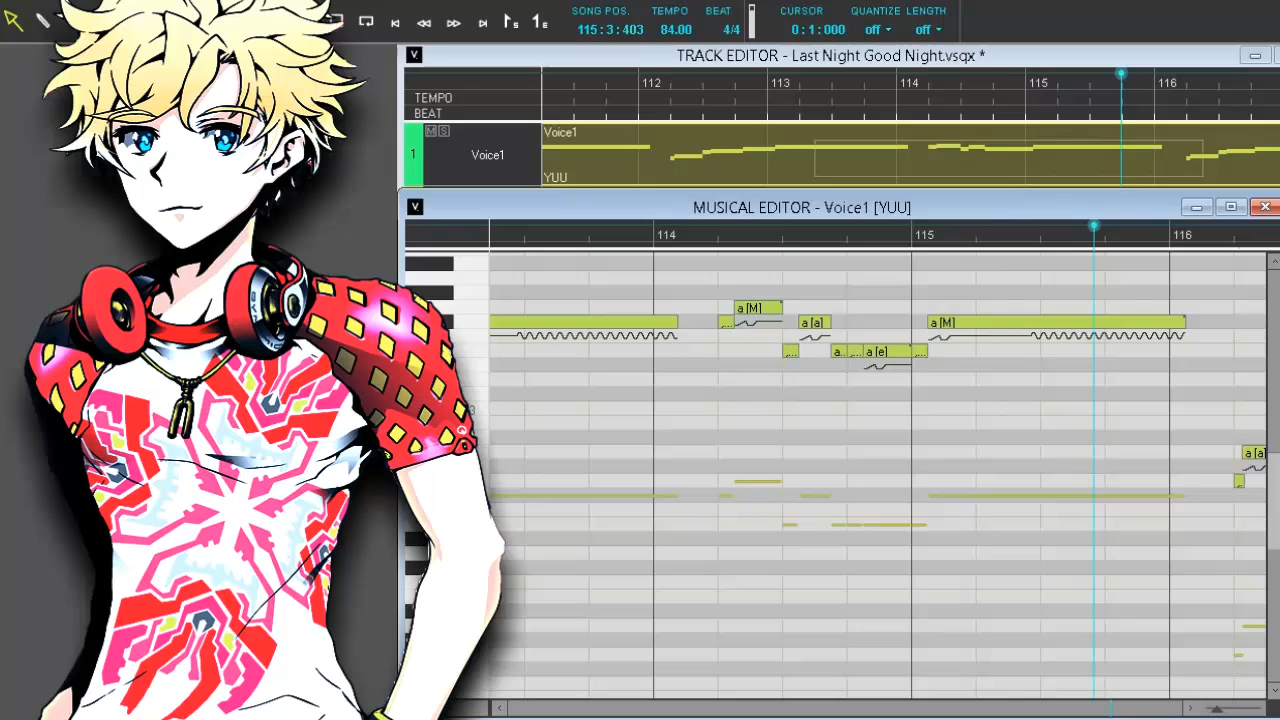 SONG POS. TEMPO BEAT CURSOR QUANTIZE LENGTH
115:3:403 84.00 4/4 0:1:000 off off
TRACK EDITOR - Last Night Good Night.vsqx *
112 113 114 115 116
TEMPO
BEAT
1 M S Voice1
Voice1
YUU
MUSICAL EDITOR - Voice1 [YUU]
114 115 116
a [M]
a [a] a [M]
... a.. ... a [e] ...
a [a]